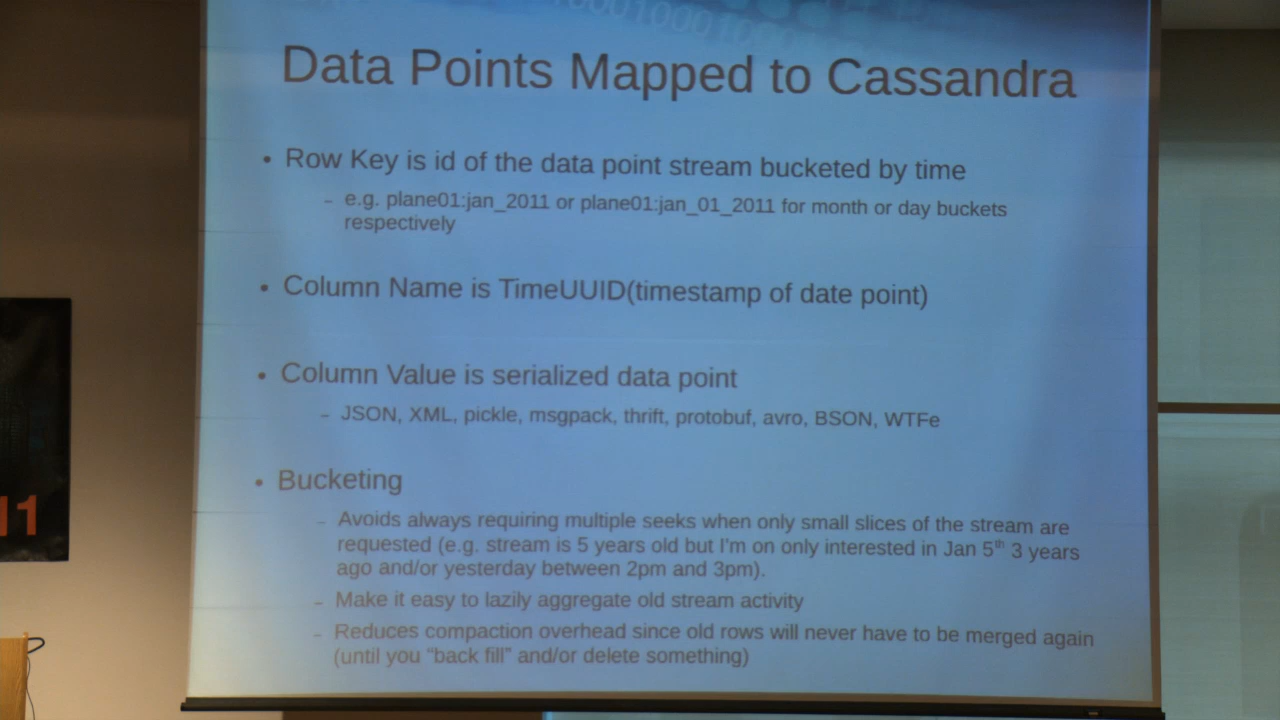 Data Points Mapped to Cassandra
• Row Key is id of the data point stream bucketed by time
– e.g. plane01:jan_2011 or plane01:jan_01_2011 for month or day buckets
respectively
• Column Name is TimeUUID(timestamp of date point)
• Column Value is serialized data point
– JSON, XML, pickle, msgpack, thrift, protobuf, avro, BSON, WTFe
• Bucketing
– Avoids always requiring multiple seeks when only small slices of the stream are
requested (e.g. stream is 5 years old but I'm on only interested in Jan 5th 3 years
ago and/or yesterday between 2pm and 3pm).
– Make it easy to lazily aggregate old stream activity
– Reduces compaction overhead since old rows will never have to be merged again
(until you “back fill” and/or delete something)
11